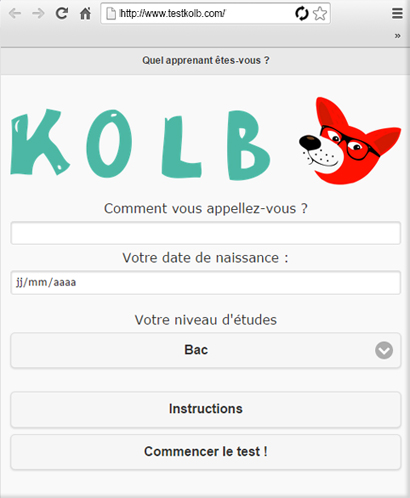 http://www.testkolb.com/
»
Quel apprenant êtes-vous ?
KOLB
Comment vous appellez-vous ?
Votre date de naissance :
jj/mm/aaaa
Votre niveau d'études
Bac
Instructions
Commencer le test !